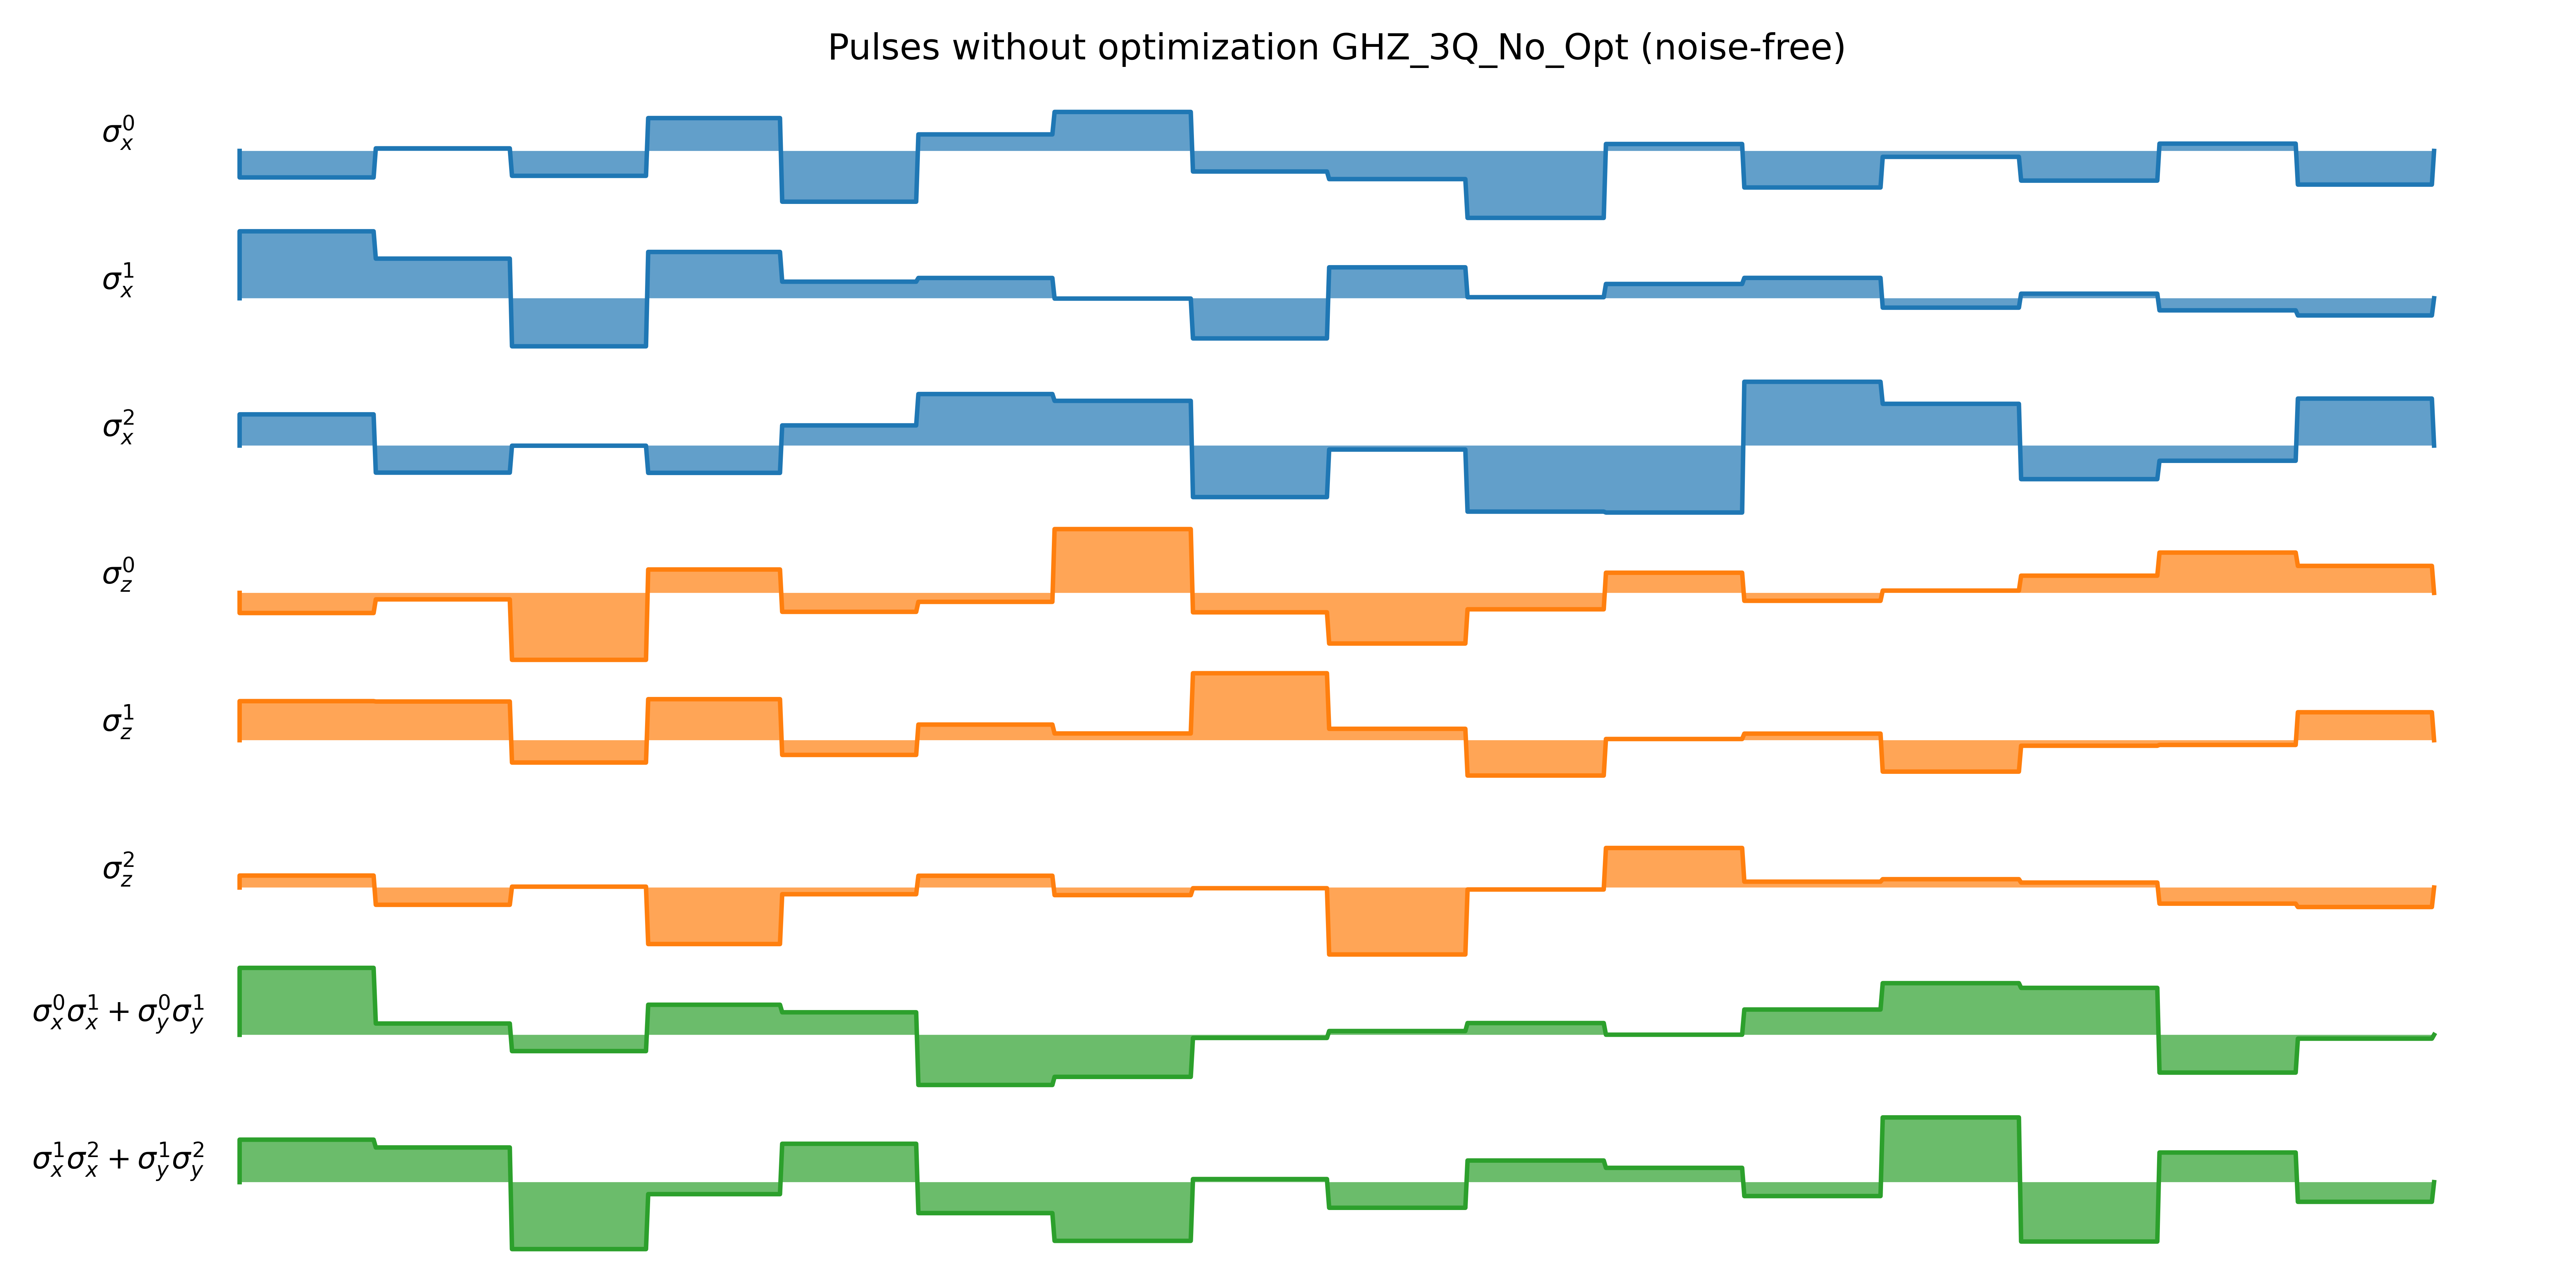 Pulses without optimization GHZ_3Q_No_Opt (noise-free)
σ_x^0
σ_x^1
σ_x^2
σ_z^0
σ_z^1
σ_z^2
σ_x^0σ_x^1 + σ_y^0σ_y^1
σ_x^1σ_x^2 + σ_y^1σ_y^2